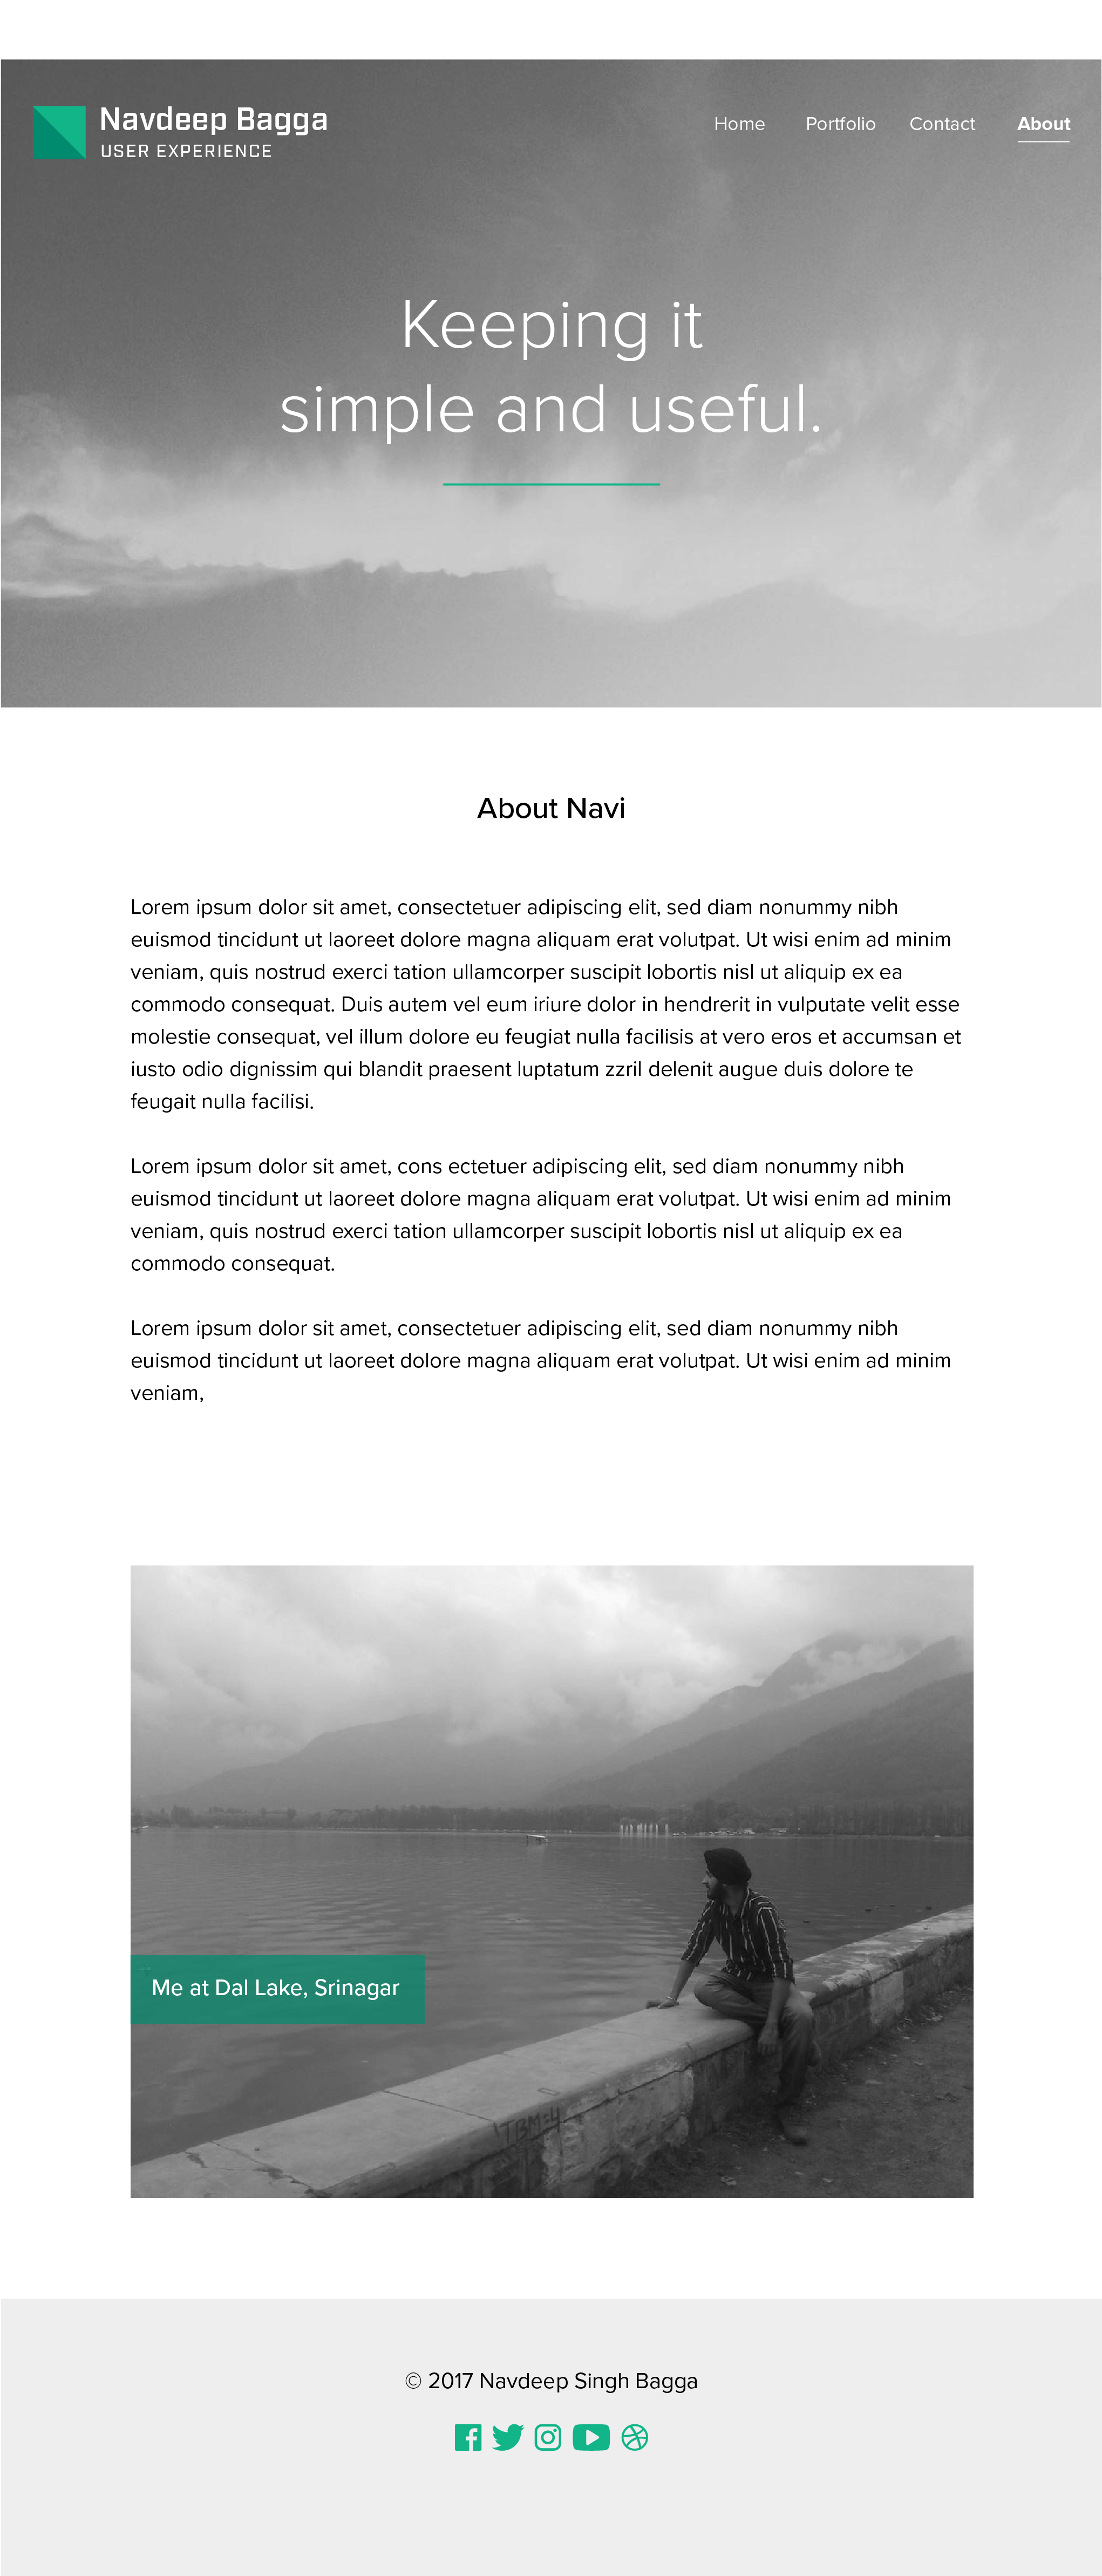 Navdeep Bagga
USER EXPERIENCE
Home Portfolio Contact About
Keeping it
simple and useful.
About Navi
Lorem ipsum dolor sit amet, consectetuer adipiscing elit, sed diam nonummy nibh
euismod tincidunt ut laoreet dolore magna aliquam erat volutpat. Ut wisi enim ad minim
veniam, quis nostrud exerci tation ullamcorper suscipit lobortis nisl ut aliquip ex ea
commodo consequat. Duis autem vel eum iriure dolor in hendrerit in vulputate velit esse
molestie consequat, vel illum dolore eu feugiat nulla facilisis at vero eros et accumsan et
iusto odio dignissim qui blandit praesent luptatum zzril delenit augue duis dolore te
feugait nulla facilisi.
Lorem ipsum dolor sit amet, cons ectetuer adipiscing elit, sed diam nonummy nibh
euismod tincidunt ut laoreet dolore magna aliquam erat volutpat. Ut wisi enim ad minim
veniam, quis nostrud exerci tation ullamcorper suscipit lobortis nisl ut aliquip ex ea
commodo consequat.
Lorem ipsum dolor sit amet, consectetuer adipiscing elit, sed diam nonummy nibh
euismod tincidunt ut laoreet dolore magna aliquam erat volutpat. Ut wisi enim ad minim
veniam,
Me at Dal Lake, Srinagar
© 2017 Navdeep Singh Bagga